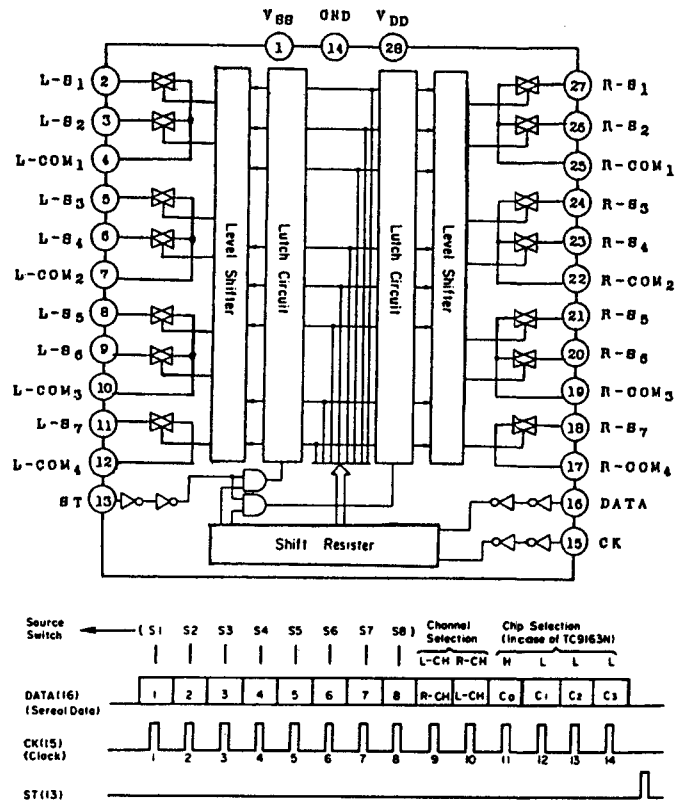 VSS GND VDD
1 14 28
L-S1 2 27 R-S1
L-S2 3 26 R-S2
L-COM1 4 25 R-COM1
L-S3 5 24 R-S3
L-S4 6 23 R-S4
L-COM2 7 22 R-COM2
L-S5 8 21 R-S5
L-S6 9 20 R-S6
L-COM3 10 19 R-COM3
L-S7 11 18 R-S7
L-COM4 12 17 R-COM4
ST 13 16 DATA
15 CK
Level Shifter
Lutch Circuit
Lutch Circuit
Level Shifter
Shift Resister
Source Switch
( S1 S2 S3 S4 S5 S6 S7 S8 )
Channel Selection
Chip Selection
(Incase of TC9163N)
L-CH R-CH H L L L
DATA(16) 1 2 3 4 5 6 7 8 R-CH L-CH C0 C1 C2 C3
(Sereal Data)
CK(15)
(Clock) 1 2 3 4 5 6 7 8 9 10 11 12 13 14
ST(13)